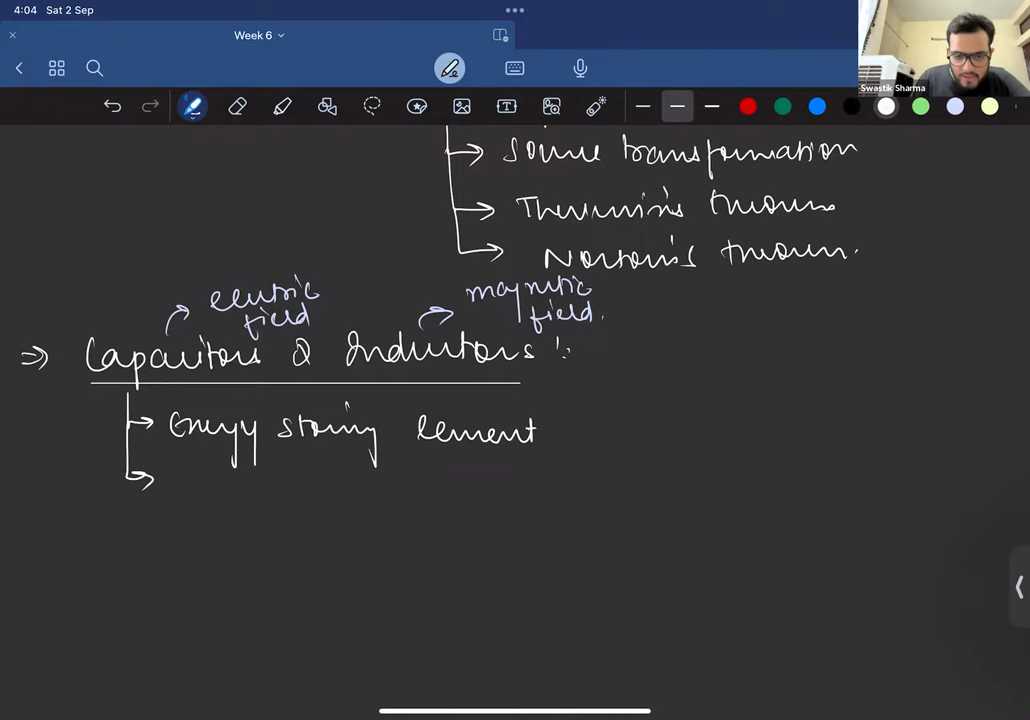 4:04 Sat 2 Sep
Week 6
Swastik Sharma
Source transformation
Thevenin's theorem
Norton's theorem.
electric field
magnetic field.
⇒ Capacitors & Inductors :-
Energy storing element